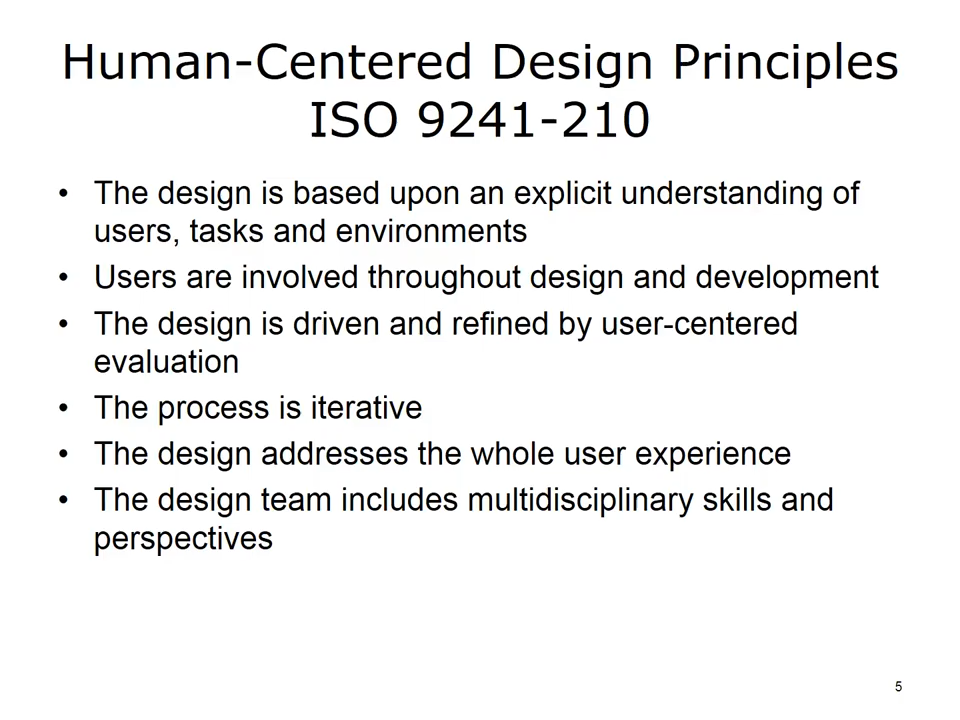 Human-Centered Design Principles
ISO 9241-210
• The design is based upon an explicit understanding of
users, tasks and environments
• Users are involved throughout design and development
• The design is driven and refined by user-centered
evaluation
• The process is iterative
• The design addresses the whole user experience
• The design team includes multidisciplinary skills and
perspectives
5